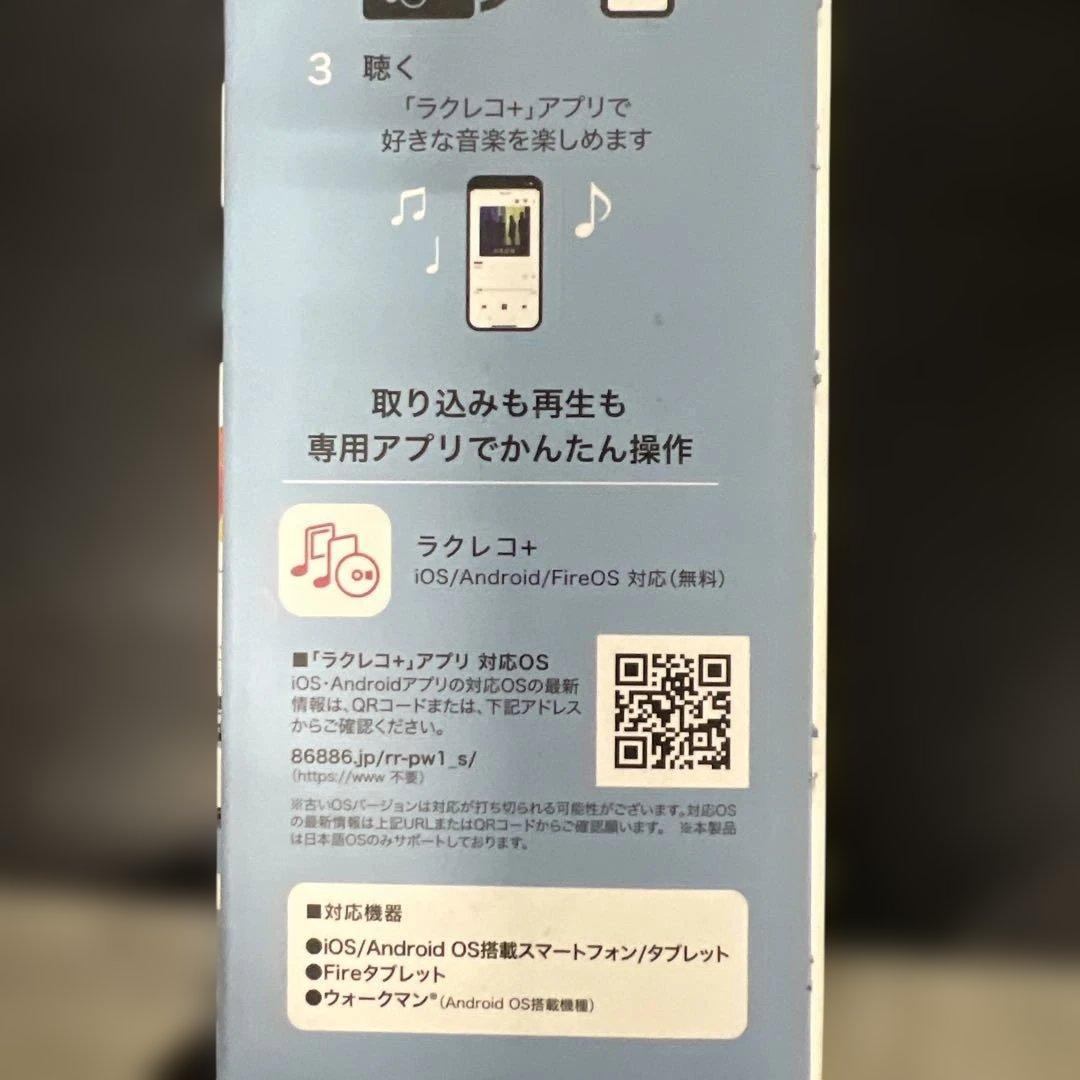 3 聴く
「ラクレコ+」アプリで
好きな音楽を楽しめます
取り込みも再生も
専用アプリでかんたん操作
ラクレコ+
iOS/Android/FireOS 対応(無料)
■「ラクレコ+」アプリ 対応OS
iOS・Androidアプリの対応OSの最新
情報は、QRコードまたは、下記アドレス
からご確認ください。
86886.jp/rr-pw1_s/
(https://www 不要)
※古いOSバージョンは対応が打ち切られる可能性がございます。対応OS
の最新情報は上記URLまたはQRコードからご確認願います。 ※本製品
は日本語OSのみサポートしております。
■対応機器
●iOS/Android OS搭載スマートフォン/タブレット
●Fireタブレット
●ウォークマン®(Android OS搭載機種)